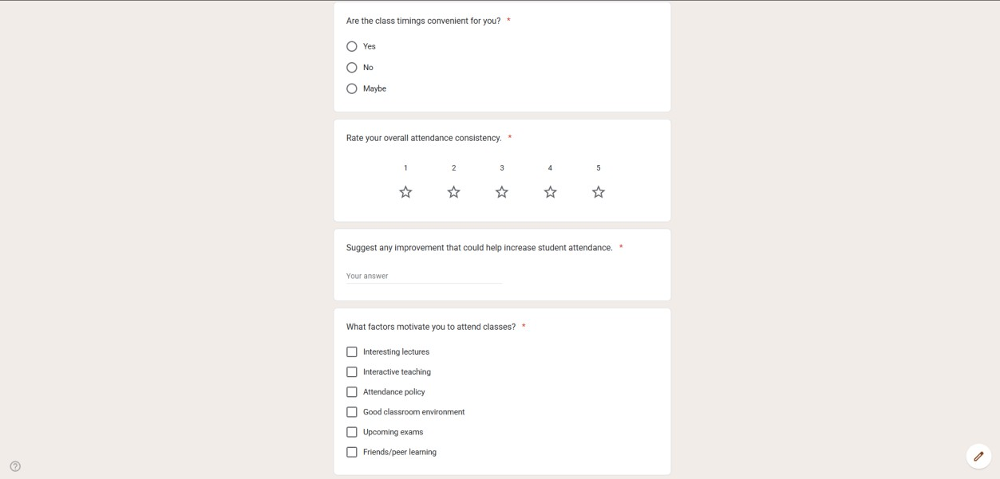 Are the class timings convenient for you? *
Yes
No
Maybe
Rate your overall attendance consistency. *
1 2 3 4 5
Suggest any improvement that could help increase student attendance. *
Your answer
What factors motivate you to attend classes? *
Interesting lectures
Interactive teaching
Attendance policy
Good classroom environment
Upcoming exams
Friends/peer learning